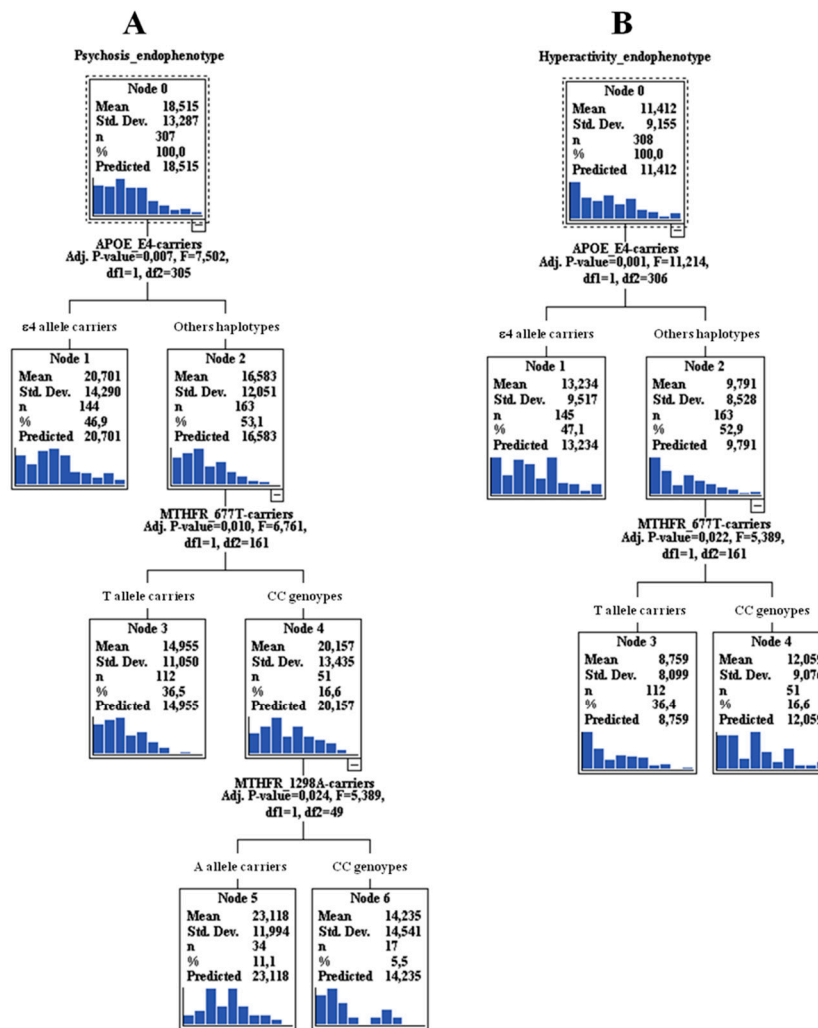 A
Psychosis_endophenotype
Node 0
Mean 18,515
Std. Dev. 13,287
n 307
% 100,0
Predicted 18,515
APOE_E4-carriers
Adj. P-value=0,007, F=7,502,
df1=1, df2=305
ε4 allele carriers
Others haplotypes
Node 1
Mean 20,701
Std. Dev. 14,290
n 144
% 46,9
Predicted 20,701
Node 2
Mean 16,583
Std. Dev. 12,051
n 163
% 53,1
Predicted 16,583
MTHFR_677T-carriers
Adj. P-value=0,010, F=6,761,
df1=1, df2=161
T allele carriers
CC genoypes
Node 3
Mean 14,955
Std. Dev. 11,050
n 112
% 36,5
Predicted 14,955
Node 4
Mean 20,157
Std. Dev. 13,435
n 51
% 16,6
Predicted 20,157
MTHFR_1298A-carriers
Adj. P-value=0,024, F=5,389,
df1=1, df2=49
A allele carriers
CC genoypes
Node 5
Mean 23,118
Std. Dev. 11,994
n 34
% 11,1
Predicted 23,118
Node 6
Mean 14,235
Std. Dev. 14,541
n 17
% 5,5
Predicted 14,235
B
Hyperactivity_endophenotype
Node 0
Mean 11,412
Std. Dev. 9,155
n 308
% 100,0
Predicted 11,412
APOE_E4-carriers
Adj. P-value=0,001, F=11,214,
df1=1, df2=306
ε4 allele carriers
Others haplotypes
Node 1
Mean 13,234
Std. Dev. 9,517
n 145
% 47,1
Predicted 13,234
Node 2
Mean 9,791
Std. Dev. 8,528
n 163
% 52,9
Predicted 9,791
MTHFR_677T-carriers
Adj. P-value=0,022, F=5,389,
df1=1, df2=161
T allele carriers
CC genoypes
Node 3
Mean 8,759
Std. Dev. 8,099
n 112
% 36,4
Predicted 8,759
Node 4
Mean 12,059
Std. Dev. 9,076
n 51
% 16,6
Predicted 12,059